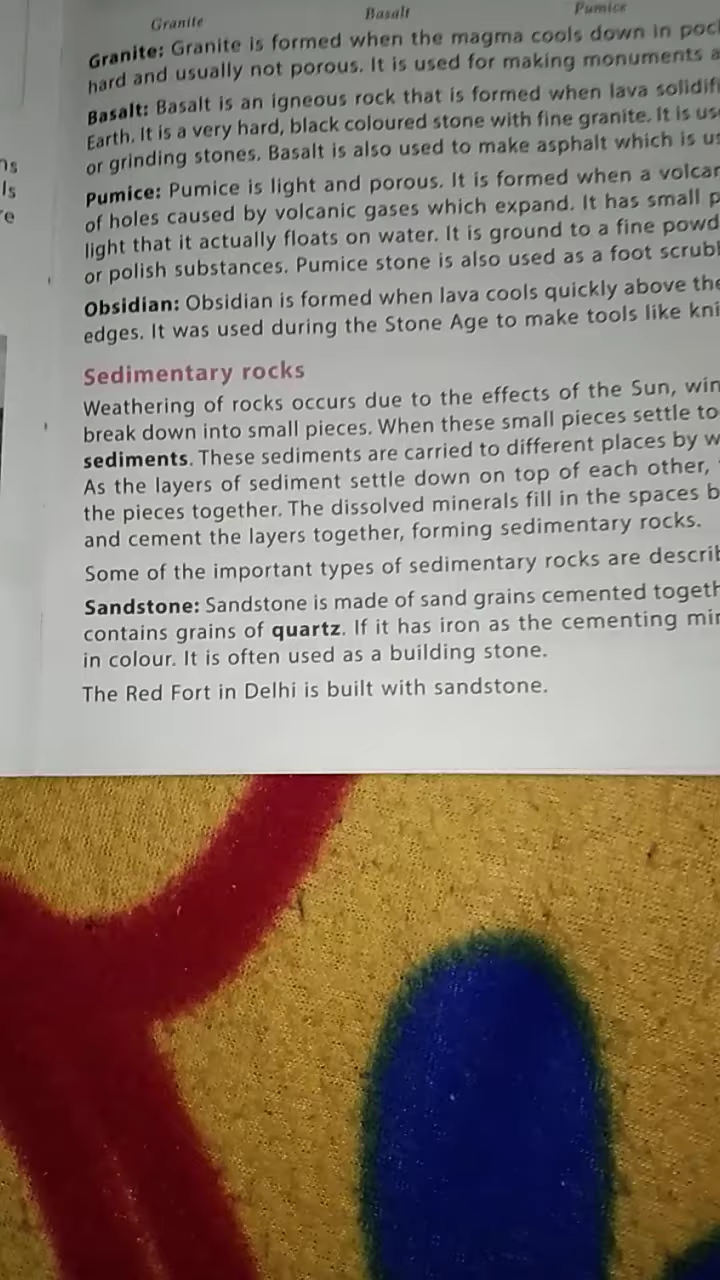 Granite Basalt Pumice
Granite: Granite is formed when the magma cools down in
hard and usually not porous. It is used for making monuments
Basalt: Basalt is an igneous rock that is formed when lava
Earth. It is a very hard, black coloured stone with fine granite. It is
or grinding stones. Basalt is also used to make asphalt which is
Pumice: Pumice is light and porous. It is formed when a
of holes caused by volcanic gases which expand. It has small
light that it actually floats on water. It is ground to a fine
or polish substances. Pumice stone is also used as a foot
Obsidian: Obsidian is formed when lava cools quickly above the
edges. It was used during the Stone Age to make tools like
Sedimentary rocks
Weathering of rocks occurs due to the effects of the Sun,
break down into small pieces. When these small pieces settle to
sediments. These sediments are carried to different places by
As the layers of sediment settle down on top of each other,
the pieces together. The dissolved minerals fill in the spaces
and cement the layers together, forming sedimentary rocks.
Some of the important types of sedimentary rocks are
Sandstone: Sandstone is made of sand grains cemented
contains grains of quartz. If it has iron as the cementing
in colour. It is often used as a building stone.
The Red Fort in Delhi is built with sandstone.